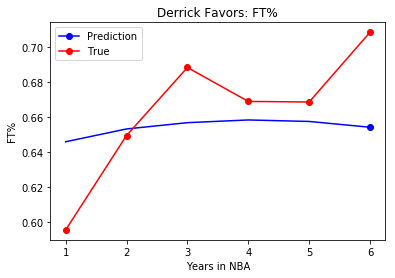 Derrick Favors: FT%
Prediction
True
FT%
0.70
0.68
0.66
0.64
0.62
0.60
1 2 3 4 5 6
Years in NBA